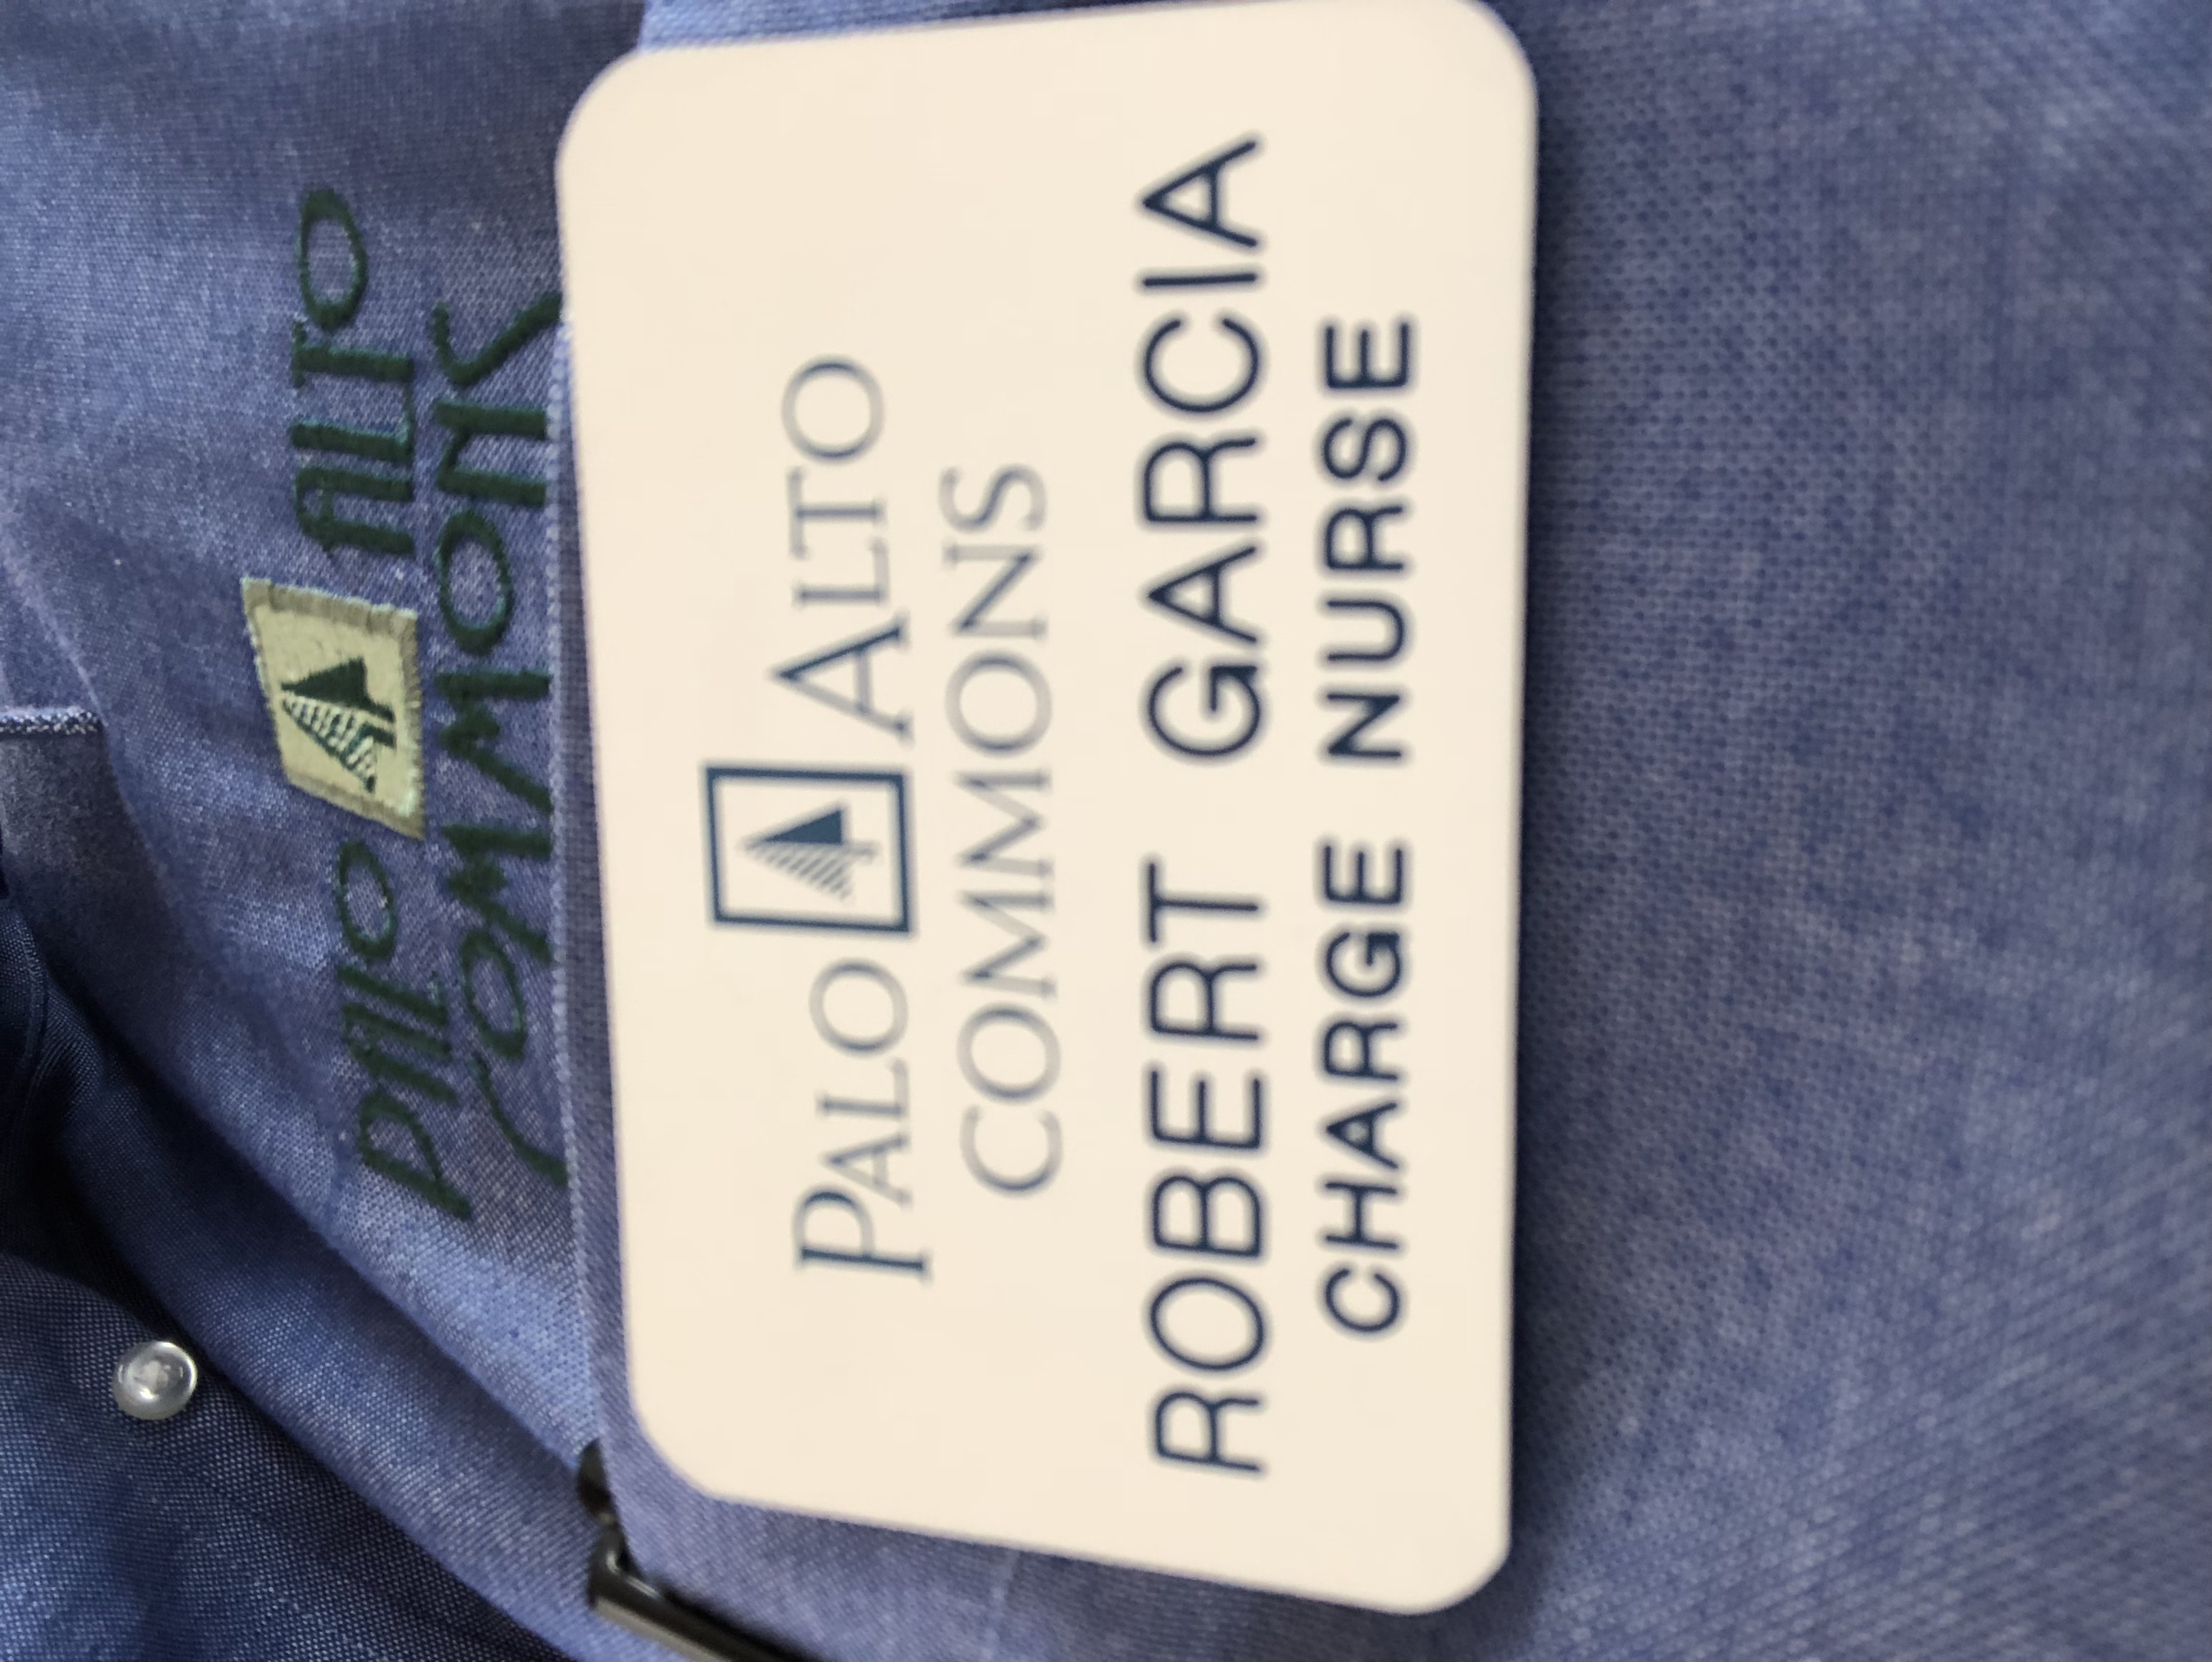 PALO ALTO
COMMONS
PALO ALTO
COMMONS
ROBERT GARCIA
CHARGE NURSE